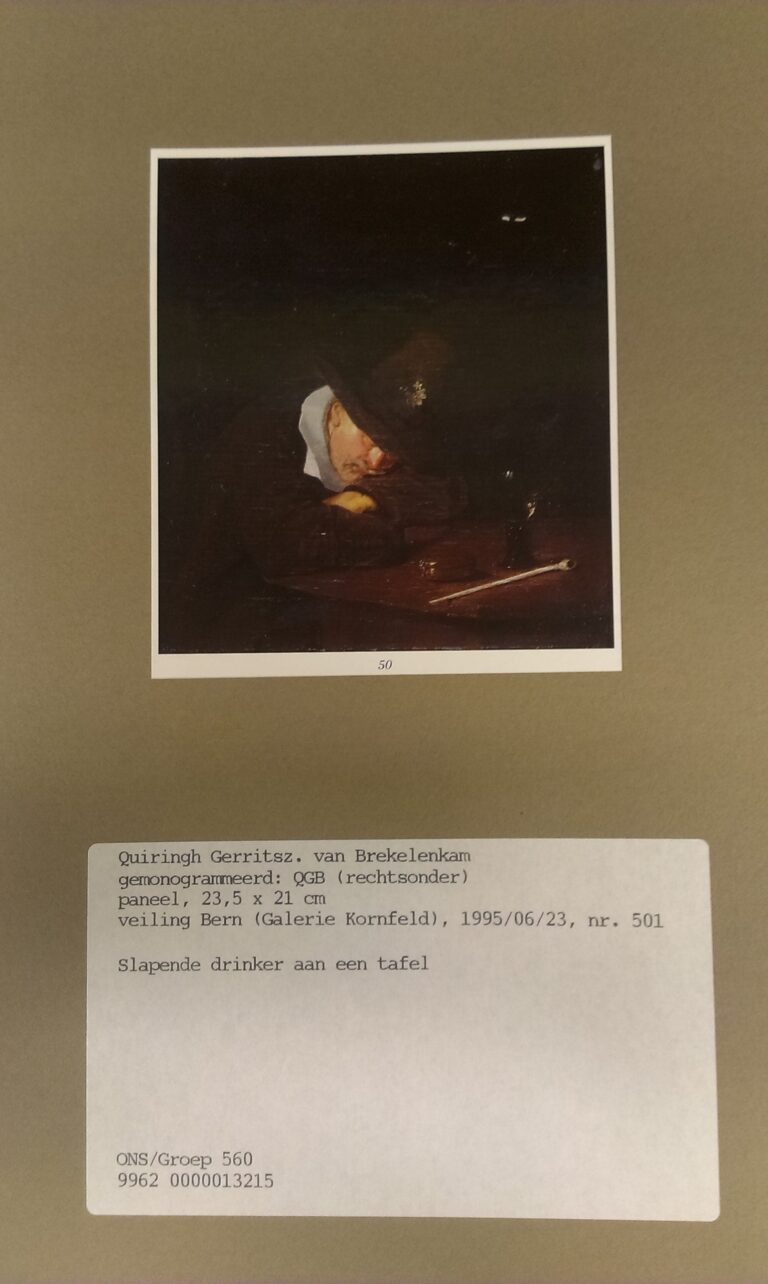 50
Quiringh Gerritsz. van Brekelenkam
gemonogrammeerd: QGB (rechtsonder)
paneel, 23,5 x 21 cm
veiling Bern (Galerie Kornfeld), 1995/06/23, nr. 501
Slapende drinker aan een tafel
ONS/Groep 560
9962 0000013215